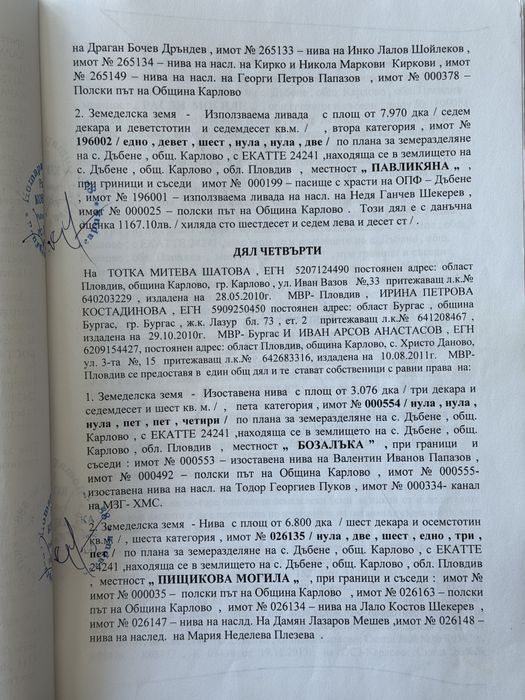 на Драган Бочев Дръндев , имот № 265133 – нива на Инко Лалов Шойлеков ,
имот № 265134 – нива на насл. на Кирко и Никола Маркови Киркови , имот
№ 265149 – нива на насл. на Георги Петров Папазов , имот № 000378 –
Полски път на Община Карлово
2. Земеделска земя - Използваема ливада с площ от 7.970 дка / седем
декара и деветстотин и седемдесет кв.м. / , втора категория , имот №
196002 / едно , девет , шест , нула , нула , две / по плана за земеразделяне
на с. Дъбене , общ. Карлово , с ЕКАТТЕ 24241 ,находяща се в землището на
с. Дъбене , общ. Карлово , обл. Пловдив , местност „ ПАВЛИКЯНА „ ,
при гриници и съседи имот № 000199 – пасище с храсти на ОПФ – Дъбене
, имот № 196001 – използваема ливада на насл. на Недя Ганчев Шекерев ,
имот № 000025 – полски път на Община Карлово . Този дял е с данъчна
оценка 1167.10лв. / хиляда сто шестдесет и седем лева и десет ст / .
ДЯЛ ЧЕТВЪРТИ
На ТОТКА МИТЕВА ШАТОВА , ЕГН 5207124490 постоянен адрес: област
Пловдив, община Карлово, гр. Карлово , ул. Иван Вазов №,33 притежаващ л.к.№
640203229 , издадена на 28.05.2010г. МВР- Пловдив , ИРИНА ПЕТРОВА
КОСТАДИНОВА , ЕГН 5909250450 постоянен адрес: област Бургас , община
Бургас, гр. Бургас , ж.к. Лазур бл. 73 , ет. 2 притежаващ л.к.№ 641208467 ,
издадена на 29.10.2010г. МВР- Бургас И ИВАН АРСОВ АНАСТАСОВ , ЕГН
6209154427, постоянен адрес: област Пловдив, община Карлово, с. Христо Даново,
ул. 3-та №, 15 притежаващ л.к.№ 642683316, издадена на 10.08.2011г. МВР-
Пловдив се предоставя в един общ дял и те стават собственици с равни права на:
1. Земеделска земя - Изоставена нива с площ от 3.076 дка / три декара и
седемдесет и шест кв. м. / , пета категория , имот № 000554 / нула , нула ,
нула , пет , пет , четири / по плана за земеразделяне на с. Дъбене , общ.
Карлово , с ЕКАТТЕ 24241 ,находяща се в землището на с. Дъбене , общ.
Карлово , обл. Пловдив , местност „ БОЗАЛЪКА ” , при граници и
съседи : имот № 000553 – изоставена нива на Валентин Иванов Папазов ,
имот № 000492 – полски път на Община Карлово , имот № 000555-
изоставена нива на насл. на Тодор Георгиев Пуков , имот № 000334- канал
на МЗГ- ХМС.
2. Земеделска земя - Нива с площ от 6.800 дка / шест декара и осемстотин
кв.м / , шеста категория , имот № 026135 / нула , две , шест , едно , три ,
пет / по плана за земеразделяне на с. Дъбене , общ. Карлово , с ЕКАТТЕ
24241 ,находяща се в землището на с. Дъбене , общ. Карлово , обл. Пловдив
, местност „ ПИЩИКОВА МОГИЛА „ , при граници и съседи : имот №
имот № 000035 – полски път на Община Карлово , имот № 026163 – полски
път на Община Карлово , имот № 026134 – нива на Лало Костов Шекерев ,
имот № 026147 – нива на наслд. На Дамян Лазаров Мешев ,имот № 026148 –
нива на наслед. на Мария Неделева Плезева .